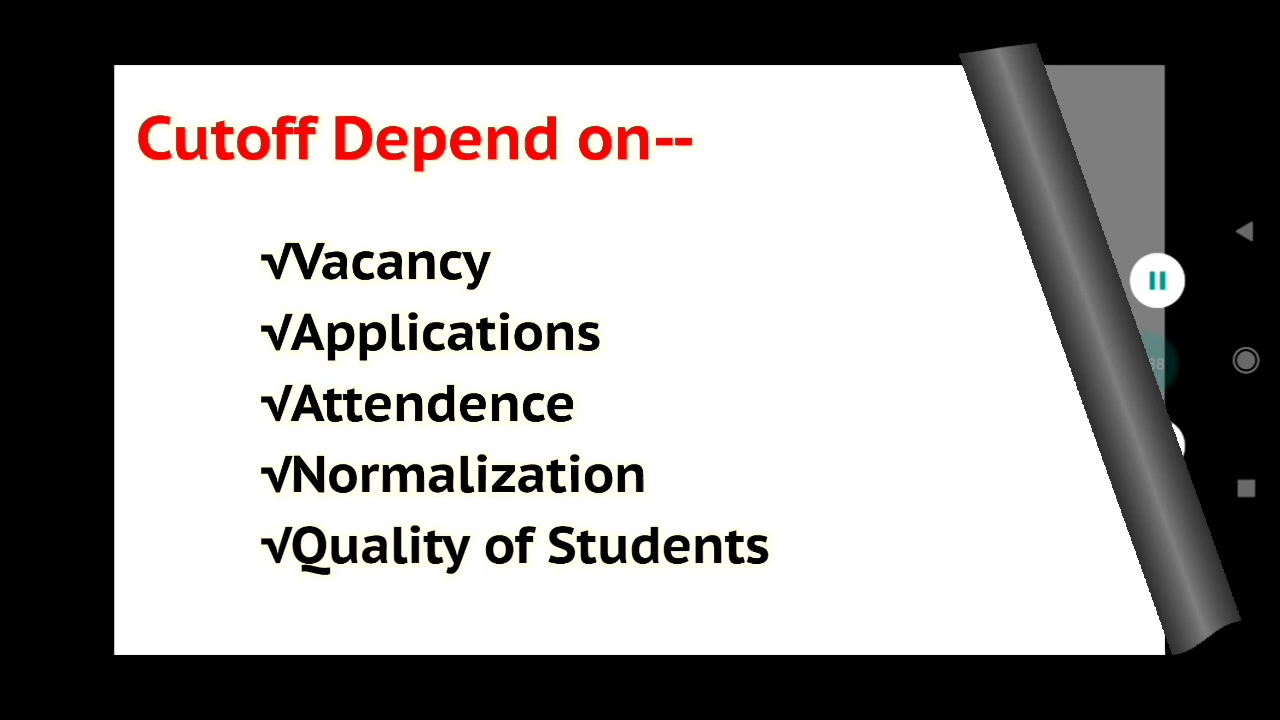 Cutoff Depend on--
√Vacancy
√Applications
√Attendence
√Normalization
√Quality of Students